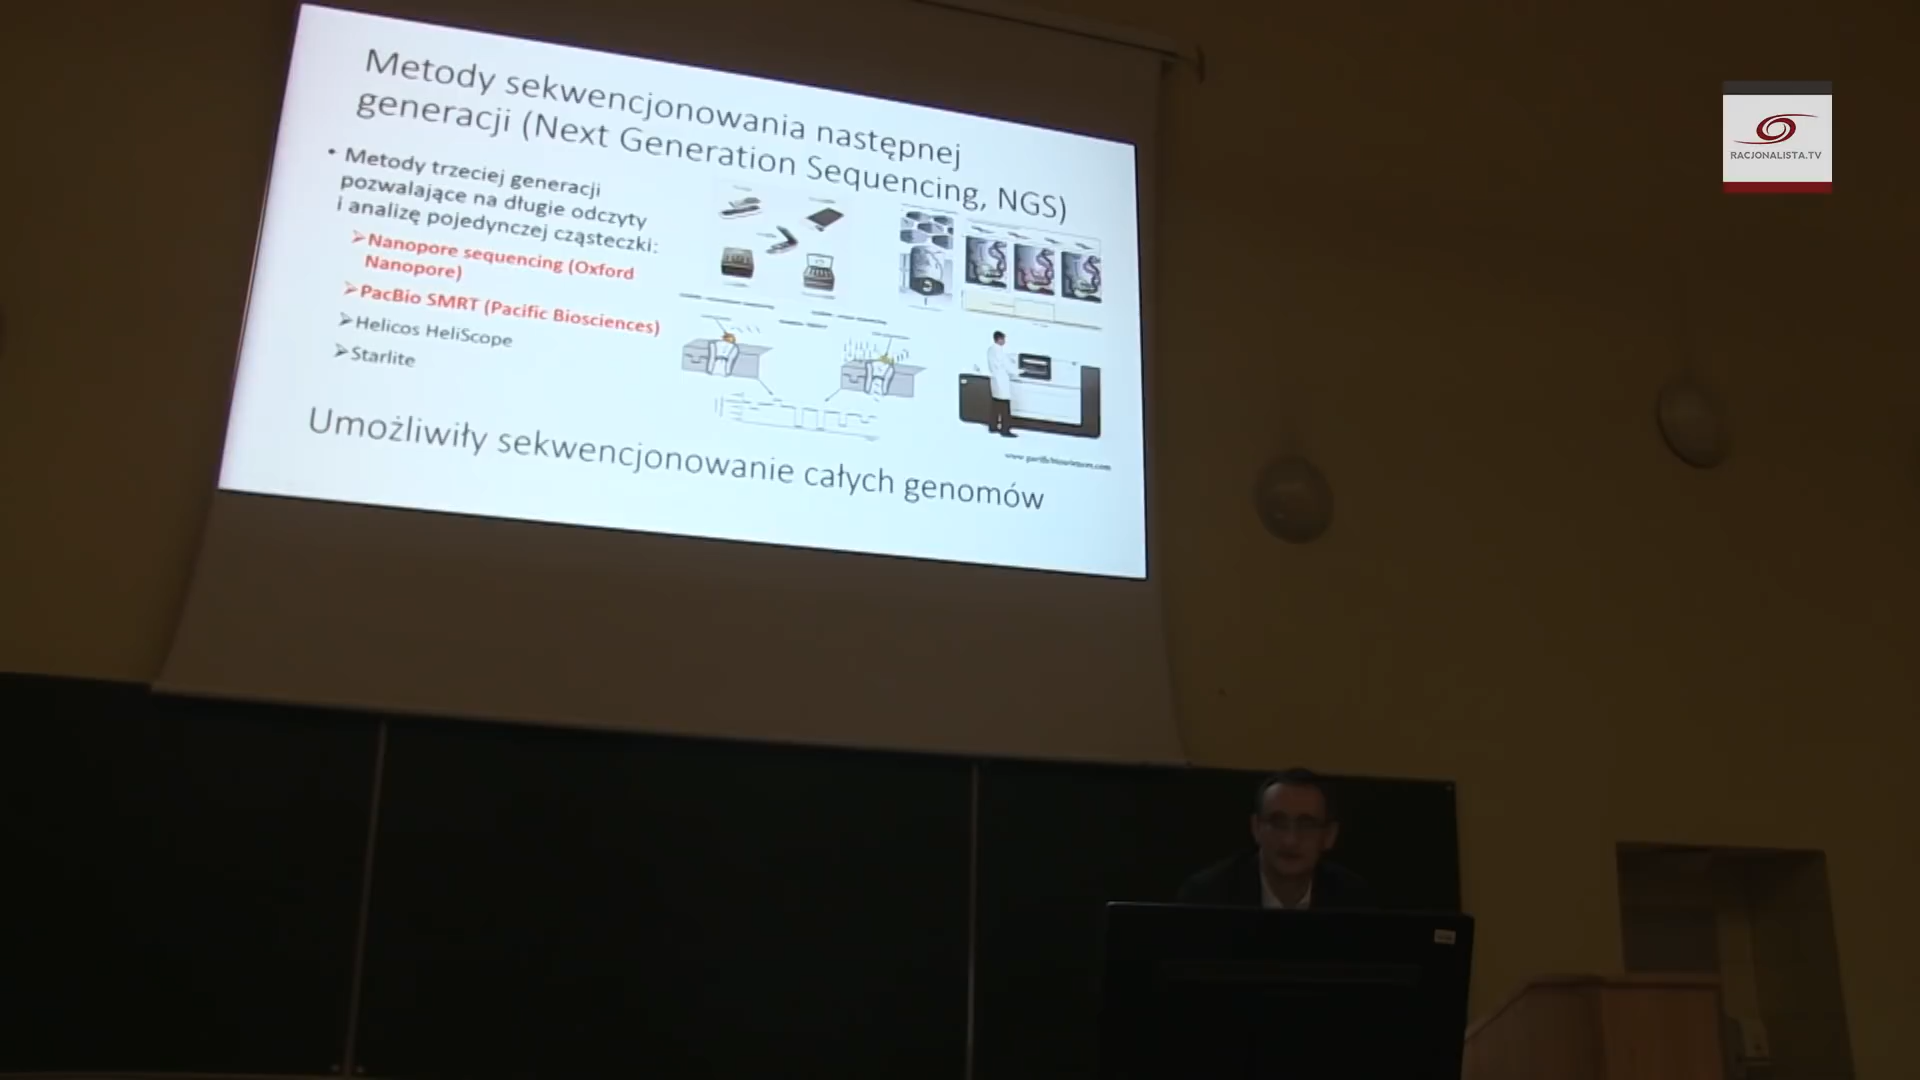 Metody sekwencjonowania następnej
generacji (Next Generation Sequencing, NGS)
• Metody trzeciej generacji
pozwalające na długie odczyty
i analizę pojedynczej cząsteczki:
➢Nanopore sequencing (Oxford
Nanopore)
➢PacBio SMRT (Pacific Biosciences)
➢Helicos HeliScope
➢Starlite
Umożliwiły sekwencjonowanie całych genomów
RACJONALISTA.TV